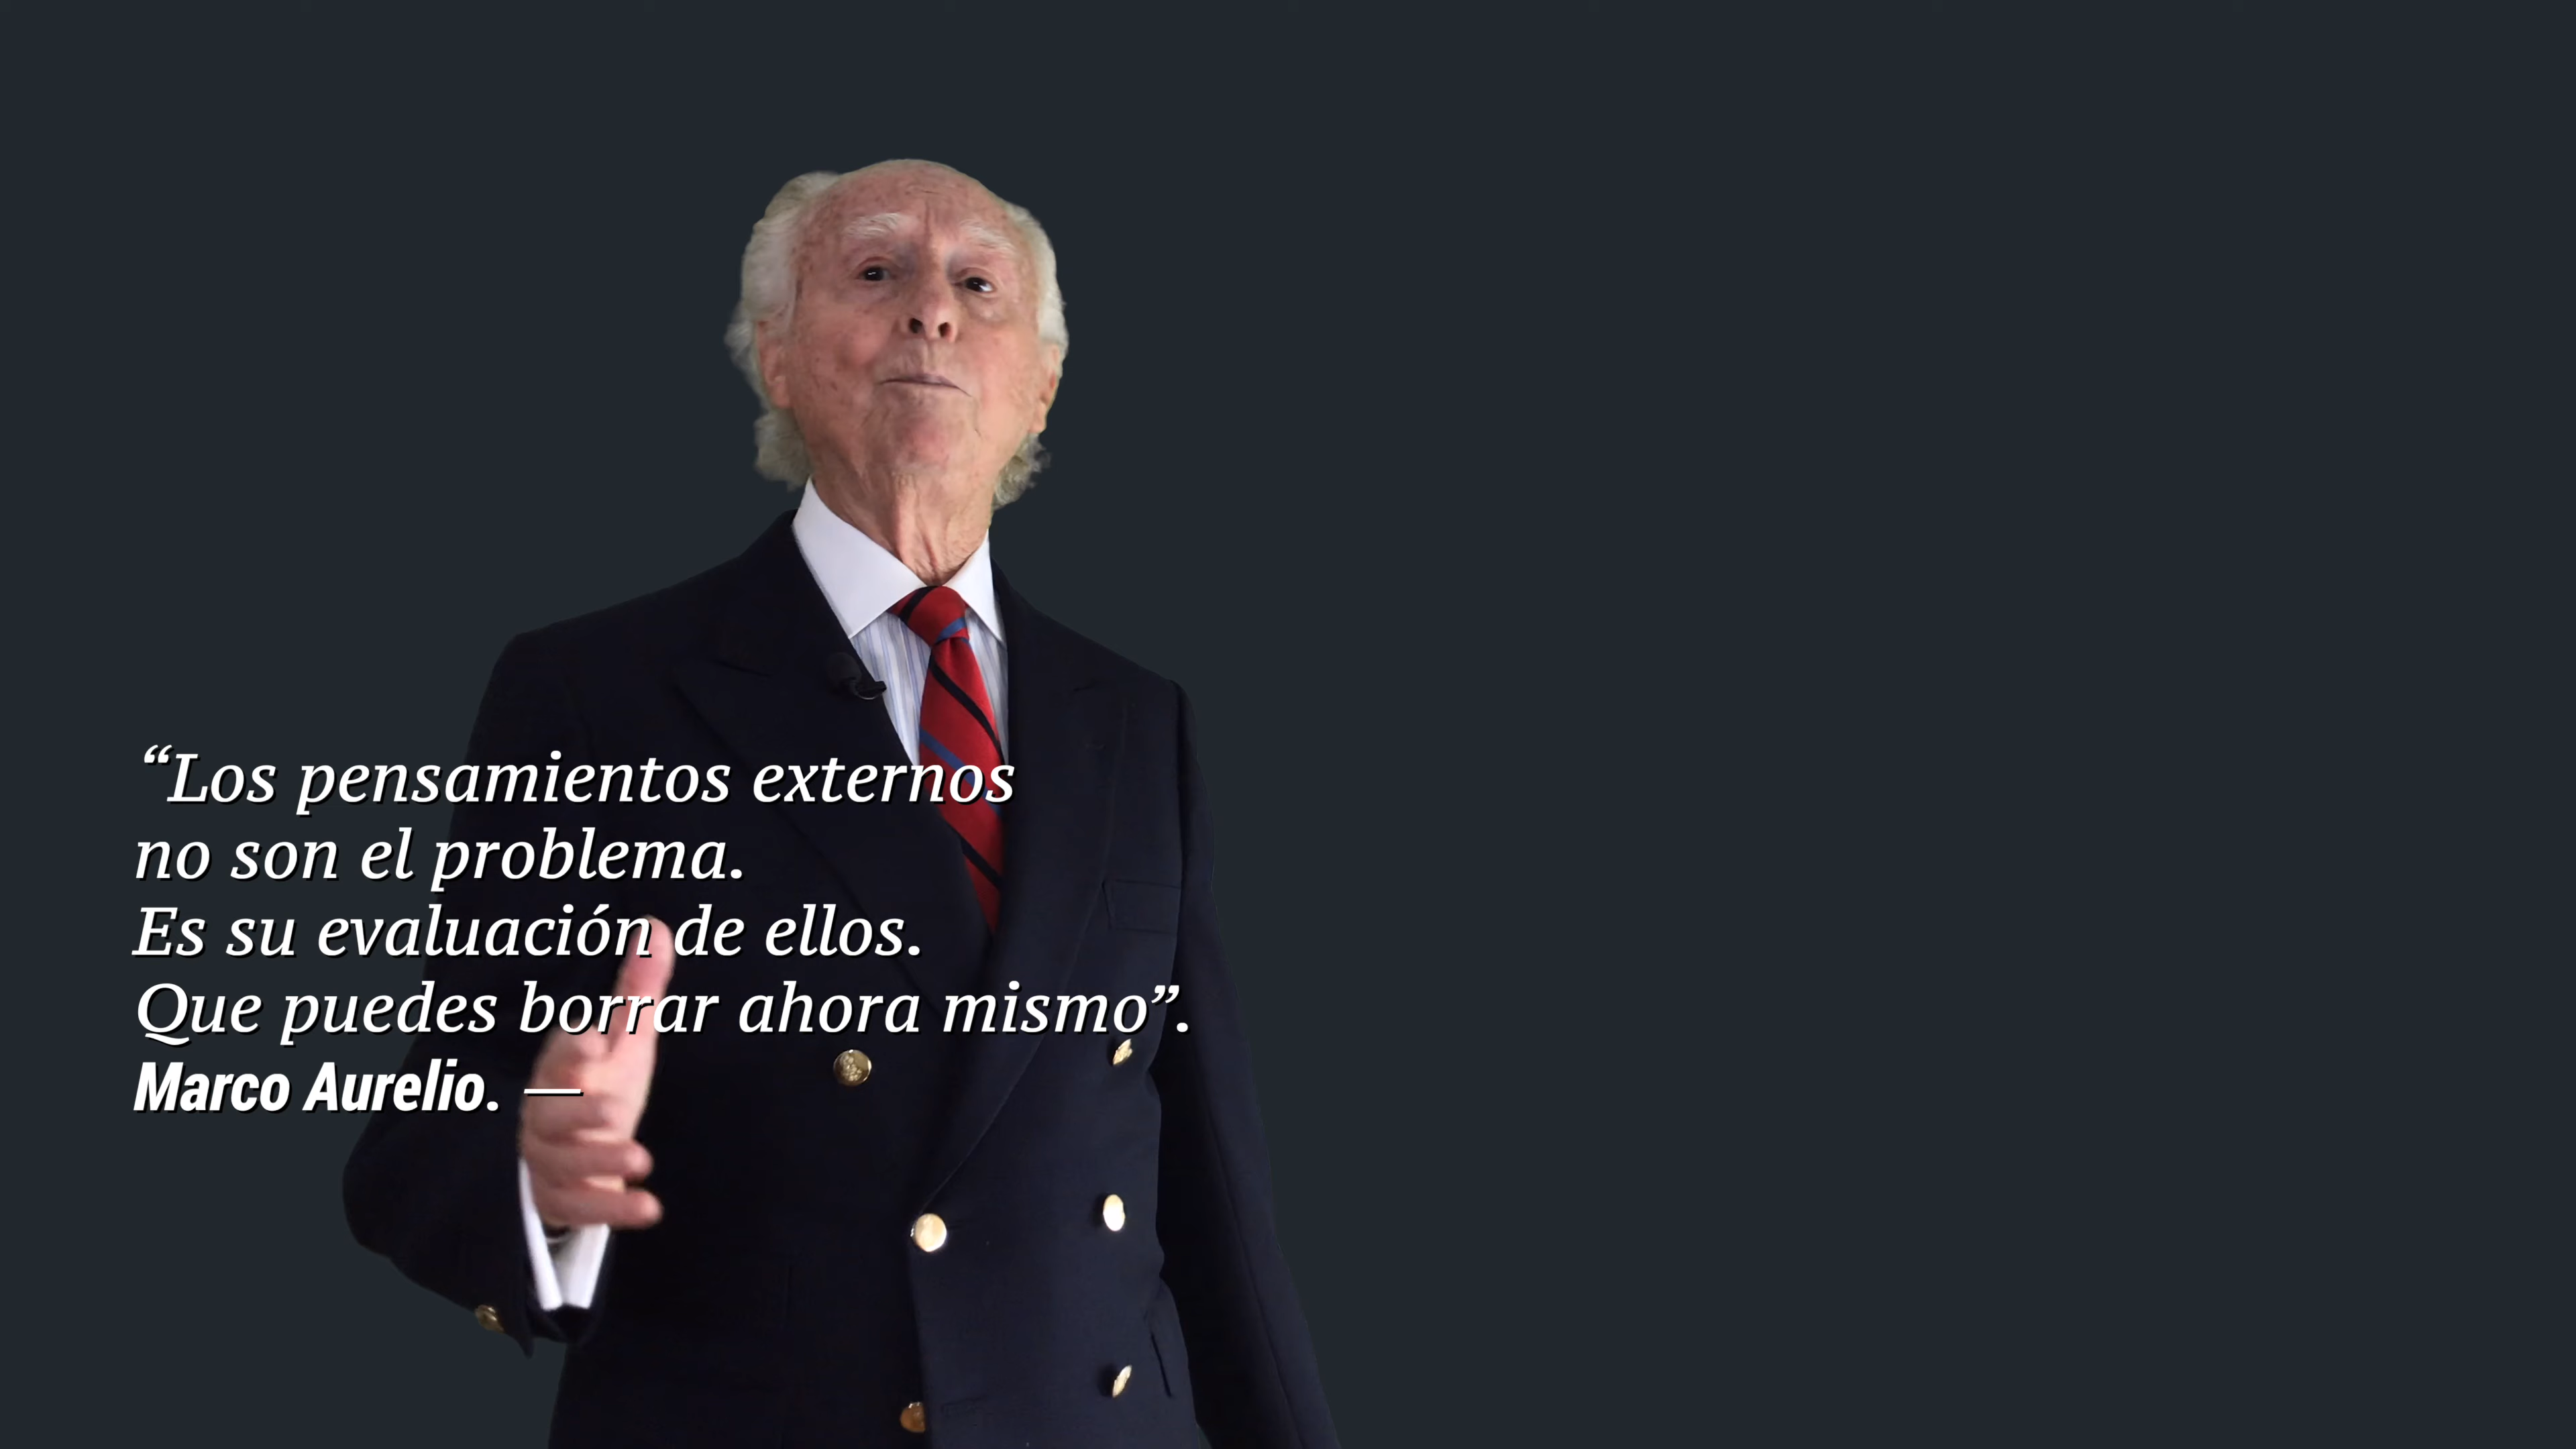 “Los pensamientos externos
no son el problema.
Es su evaluación de ellos.
Que puedes borrar ahora mismo”.
Marco Aurelio. —